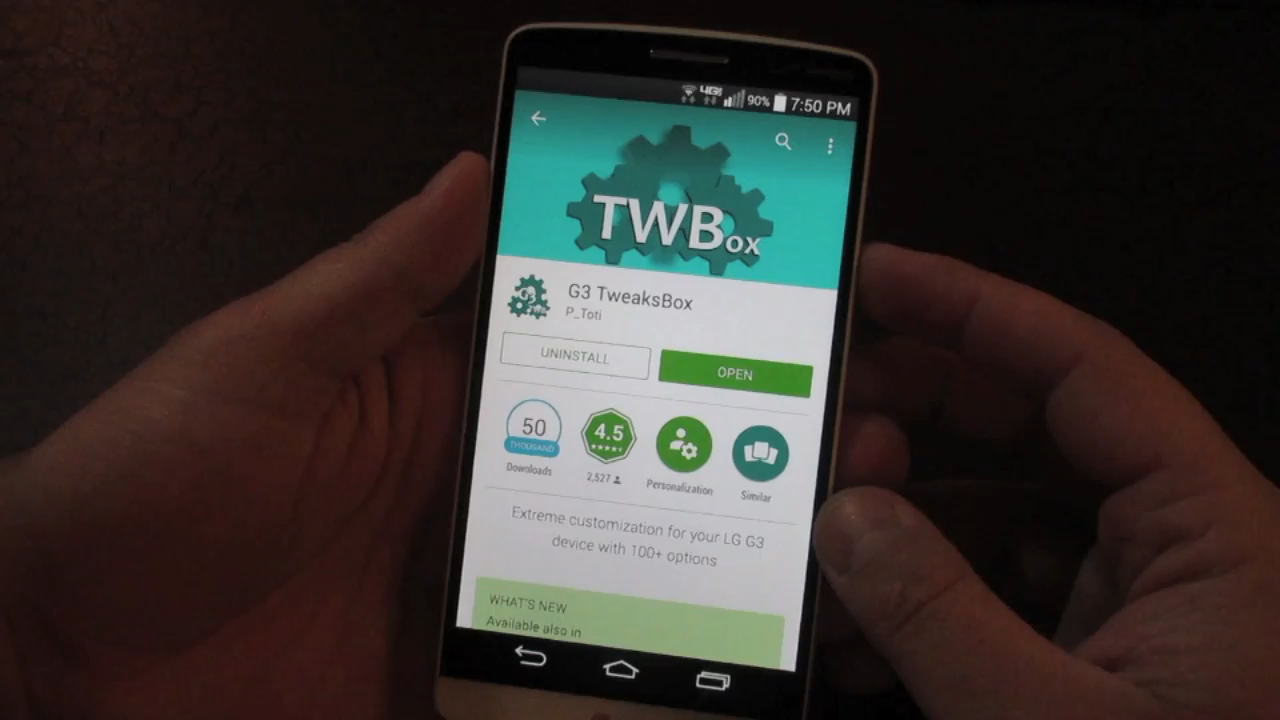 4G 90% 7:50 PM
TWBox
G3 TweaksBox
P_Toti
UNINSTALL
OPEN
50
THOUSAND
Downloads
4.5
2,527
Personalization
Similar
Extreme customization for your LG G3
device with 100+ options
WHAT'S NEW
Available also in